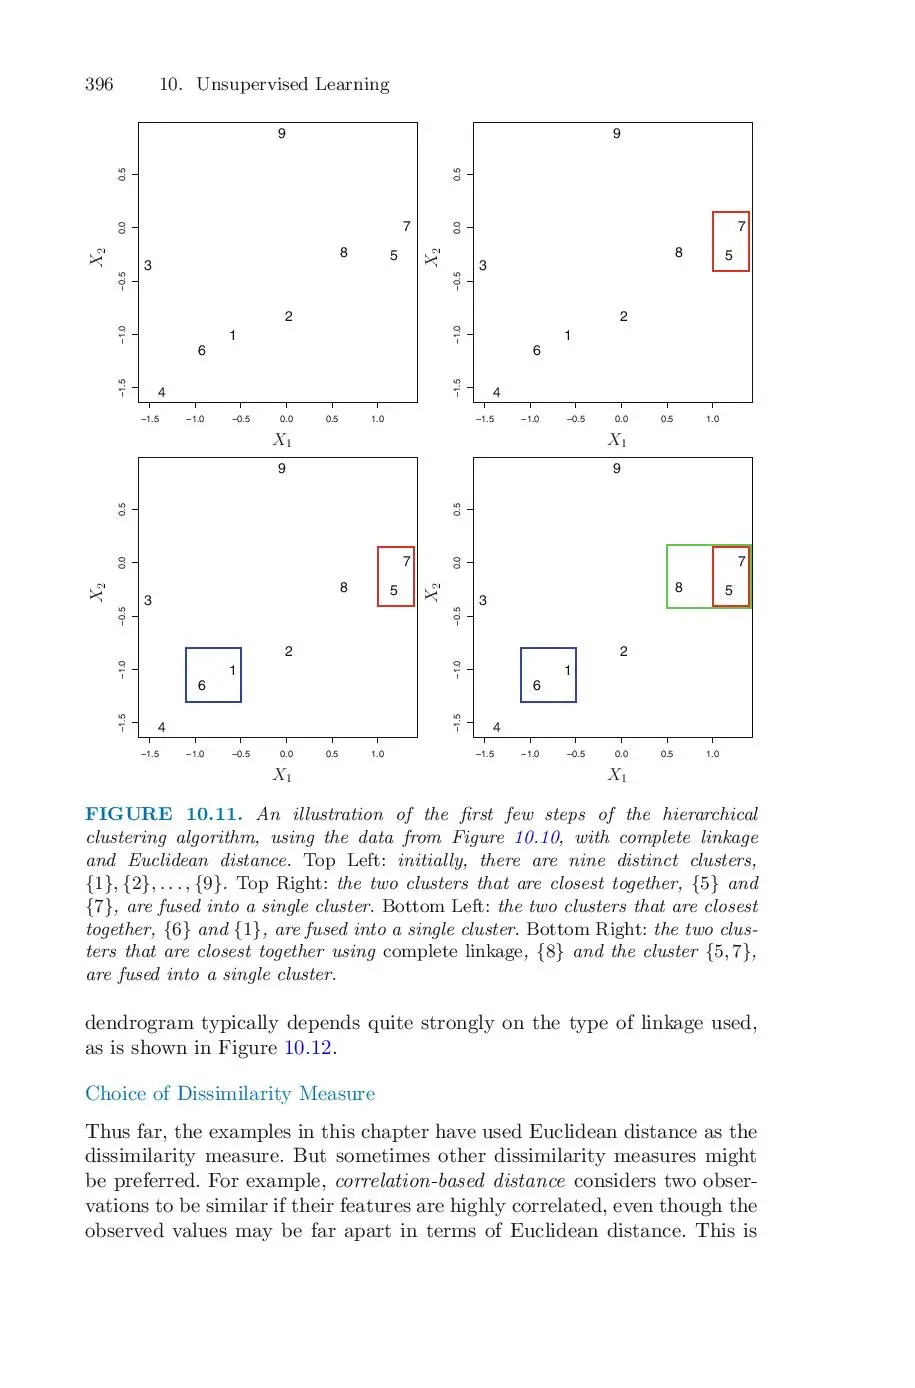 396 10. Unsupervised Learning
9
7
8
5
3
2
1
6
4
0.5
0.0
−0.5
−1.0
−1.5
X2
−1.5 −1.0 −0.5 0.0 0.5 1.0
X1
9
7
8
5
3
2
1
6
4
0.5
0.0
−0.5
−1.0
−1.5
X2
−1.5 −1.0 −0.5 0.0 0.5 1.0
X1
9
7
8
5
3
2
1
6
4
0.5
0.0
−0.5
−1.0
−1.5
X2
−1.5 −1.0 −0.5 0.0 0.5 1.0
X1
9
7
8
5
3
2
1
6
4
0.5
0.0
−0.5
−1.0
−1.5
X2
−1.5 −1.0 −0.5 0.0 0.5 1.0
X1
FIGURE 10.11. An illustration of the first few steps of the hierarchical
clustering algorithm, using the data from Figure 10.10, with complete linkage
and Euclidean distance. Top Left: initially, there are nine distinct clusters,
{1}, {2}, . . . , {9}. Top Right: the two clusters that are closest together, {5} and
{7}, are fused into a single cluster. Bottom Left: the two clusters that are closest
together, {6} and {1}, are fused into a single cluster. Bottom Right: the two clus-
ters that are closest together using complete linkage, {8} and the cluster {5, 7},
are fused into a single cluster.
dendrogram typically depends quite strongly on the type of linkage used,
as is shown in Figure 10.12.
Choice of Dissimilarity Measure
Thus far, the examples in this chapter have used Euclidean distance as the
dissimilarity measure. But sometimes other dissimilarity measures might
be preferred. For example, correlation-based distance considers two obser-
vations to be similar if their features are highly correlated, even though the
observed values may be far apart in terms of Euclidean distance. This is